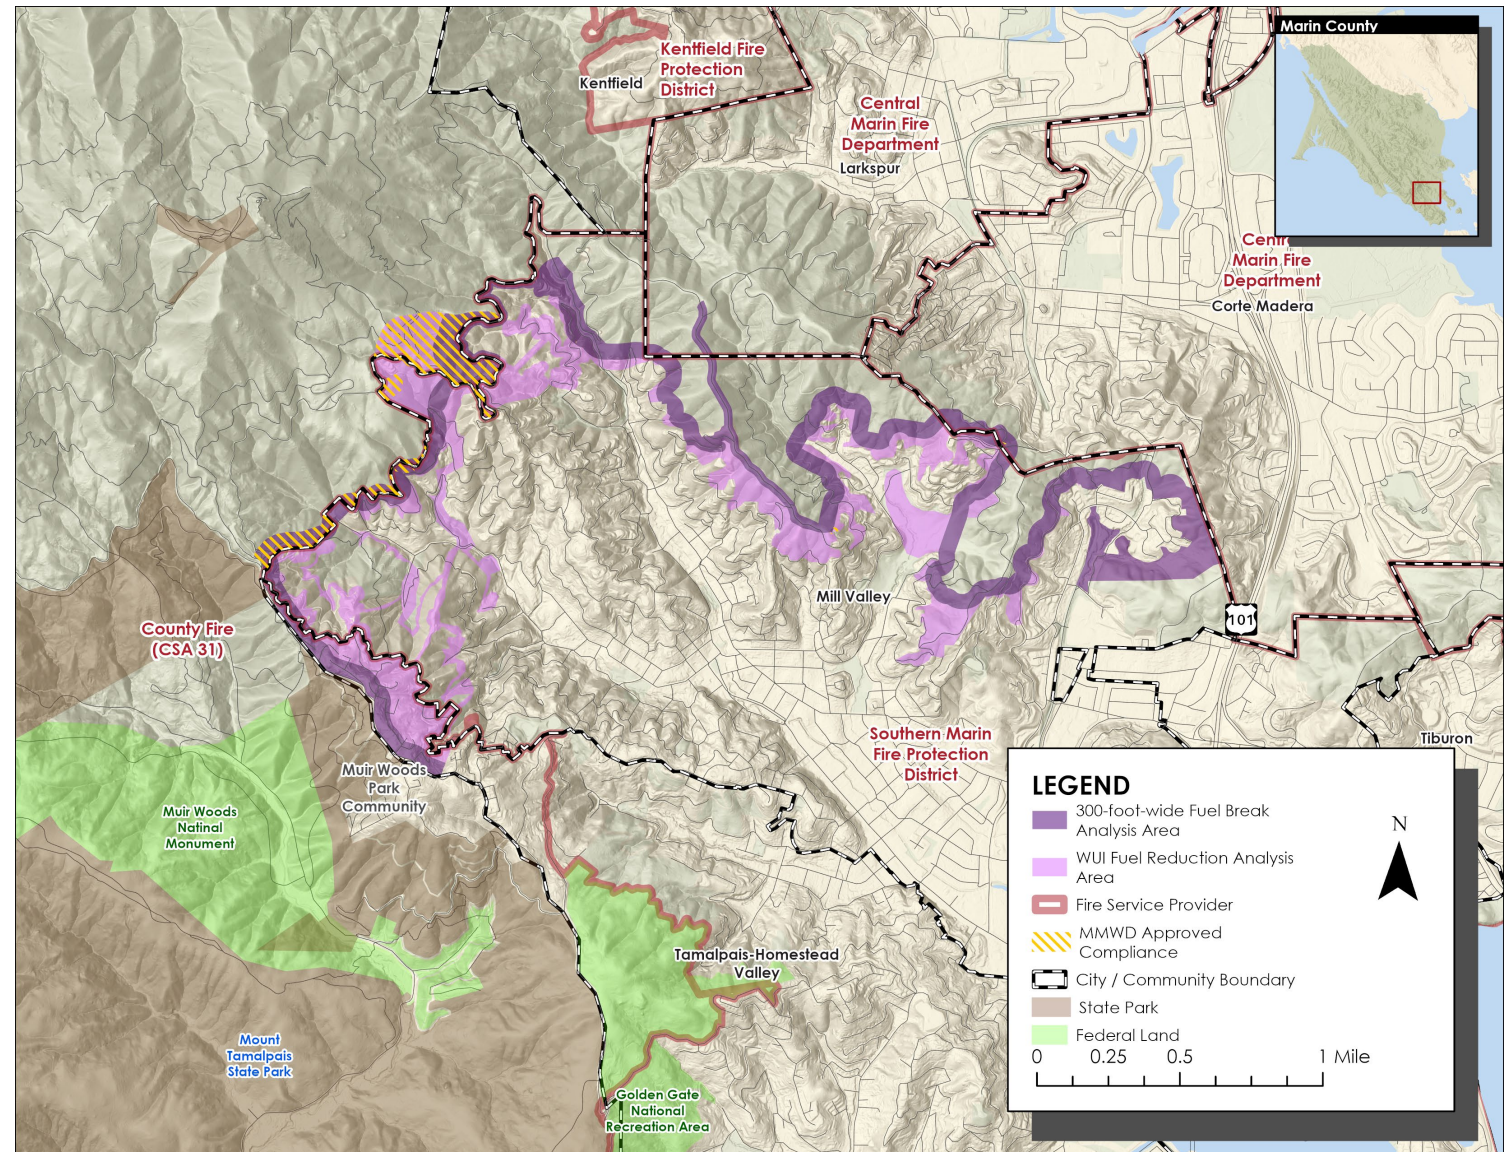 Marin County
Kentfield Fire
Protection
District
Kentfield
Central
Marin Fire
Department
Larkspur
Central
Marin Fire
Department
Corte Madera
Mill Valley
101
County Fire
(CSA 31)
Tiburon
Southern Marin
Fire Protection
District
Muir Woods
Park
Community
Muir Woods
Natinal
Monument
Tamalpais-Homestead
Valley
Mount
Tamalpais
State Park
Golden Gate
National
Recreation Area
LEGEND
300-foot-wide Fuel Break
Analysis Area
WUI Fuel Reduction Analysis
Area
Fire Service Provider
MMWD Approved
Compliance
City / Community Boundary
State Park
Federal Land
N
0 0.25 0.5 1 Mile